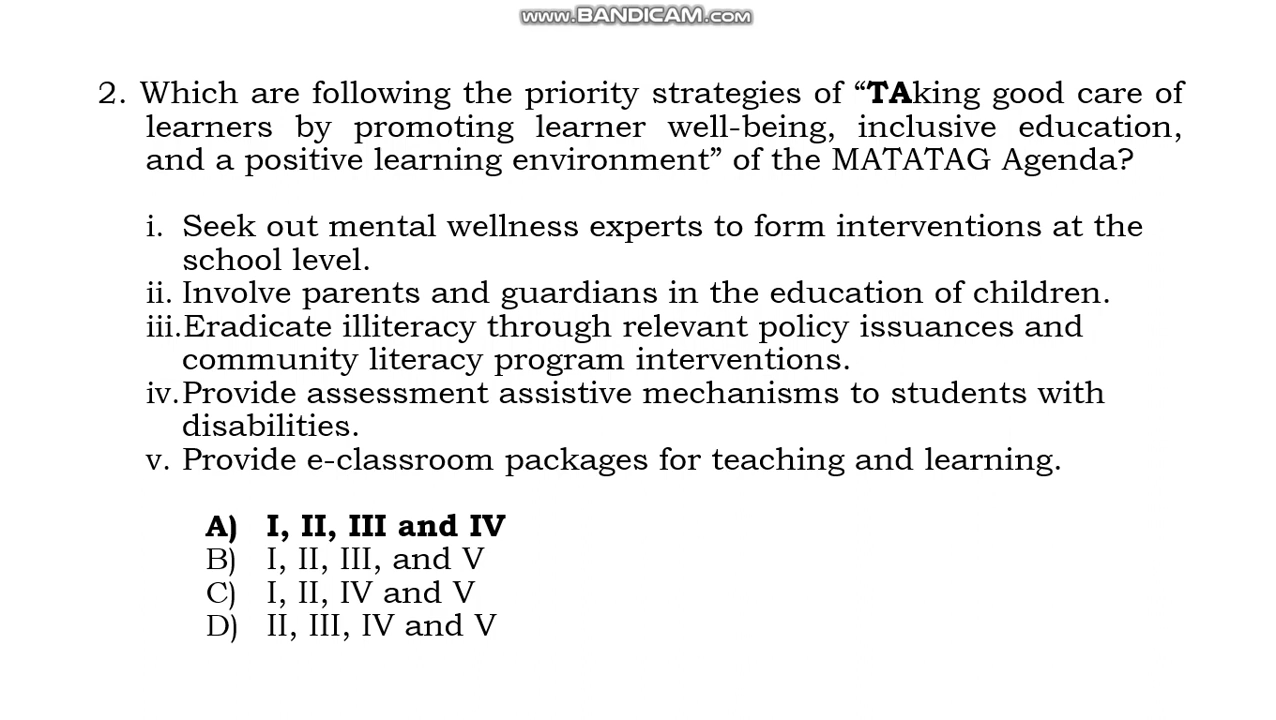 www.BANDICAM.com
2. Which are following the priority strategies of “TAking good care of
learners by promoting learner well-being, inclusive education,
and a positive learning environment” of the MATATAG Agenda?
i. Seek out mental wellness experts to form interventions at the
school level.
ii. Involve parents and guardians in the education of children.
iii.Eradicate illiteracy through relevant policy issuances and
community literacy program interventions.
iv.Provide assessment assistive mechanisms to students with
disabilities.
v. Provide e-classroom packages for teaching and learning.
A) I, II, III and IV
B) I, II, III, and V
C) I, II, IV and V
D) II, III, IV and V